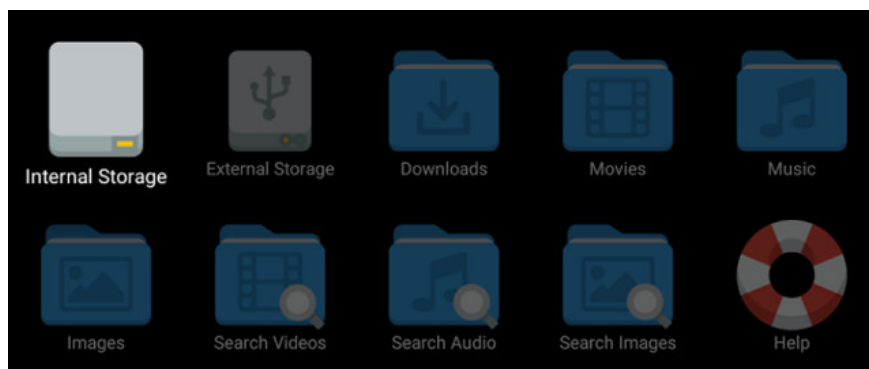 Internal Storage
External Storage
Downloads
Movies
Music
Images
Search Videos
Search Audio
Search Images
Help